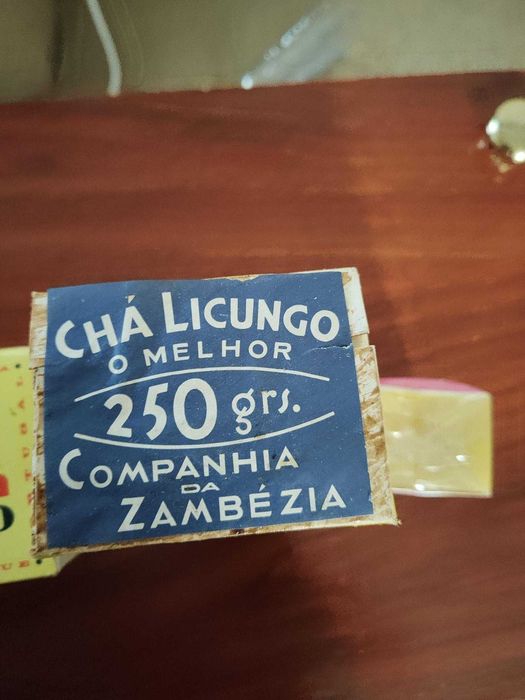 CHÁ LICUNGO
O MELHOR
250 grs.
COMPANHIA
DA
ZAMBÉZIA